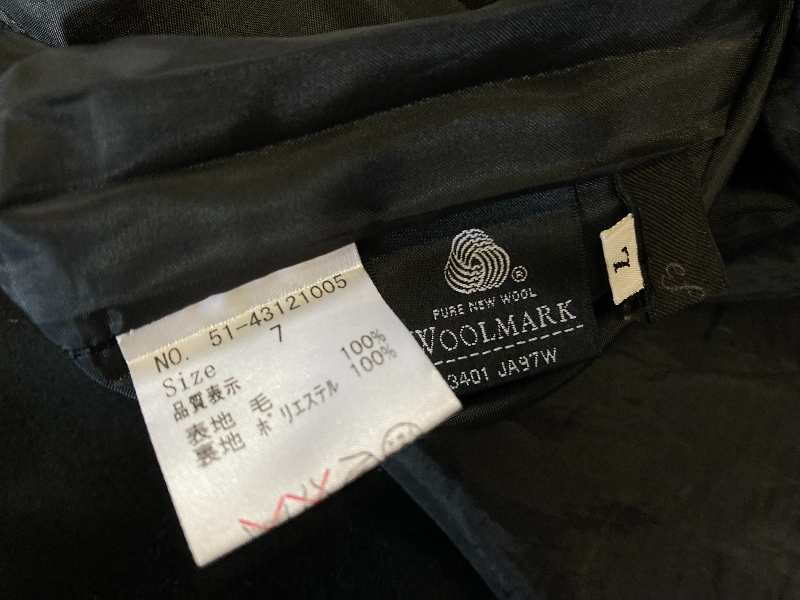 NO. 51-43121005
Size 7
品質表示
表地 毛 100%
裏地 ポリエステル 100%
®
PURE NEW WOOL
WOOLMARK
3401 JA97W
L
ef